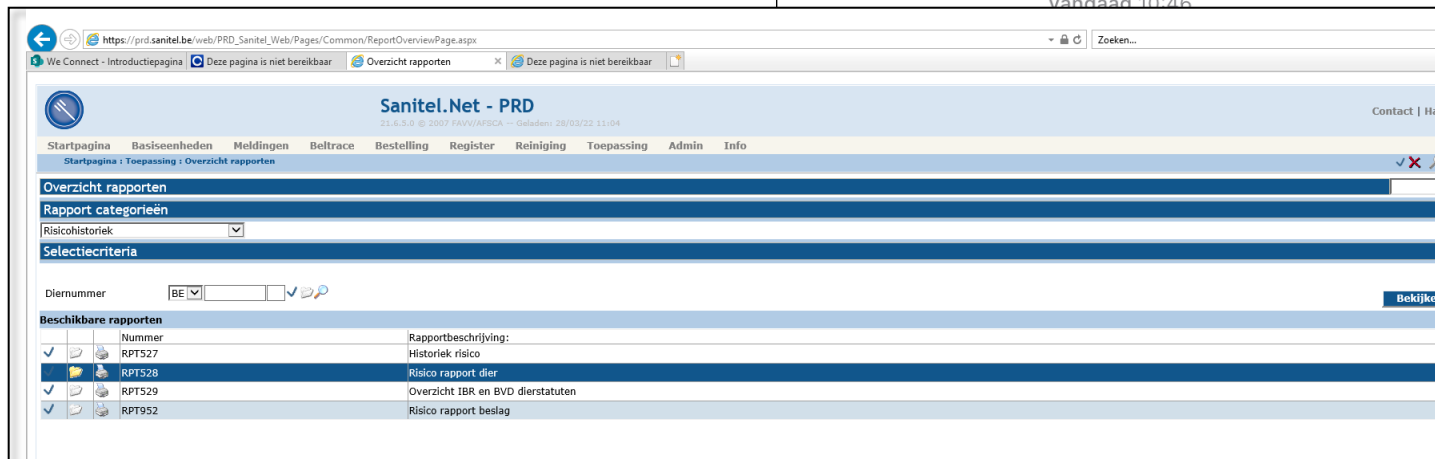 Vandaag 10:46
https://prd.sanitel.be/web/PRD_Sanitel_Web/Pages/Common/ReportOverviewPage.aspx
Zoeken...
We Connect - Introductiepagina
Deze pagina is niet bereikbaar
Overzicht rapporten
Deze pagina is niet bereikbaar
Sanitel.Net - PRD
21.6.5.0 © 2007 FAVV/AFSCA — Geladen: 28/03/22 11:04
Contact | Ha
Startpagina Basiseenheden Meldingen Beltrace Bestelling Register Reiniging Toepassing Admin Info
Startpagina : Toepassing : Overzicht rapporten
Overzicht rapporten
Rapport categorieën
Risicohistoriek
Selectiecriteria
Diernummer BE
Bekijke
Beschikbare rapporten
Nummer Rapportbeschrijving:
RPT527 Historiek risico
RPT528 Risico rapport dier
RPT529 Overzicht IBR en BVD dierstatuten
RPT952 Risico rapport beslag